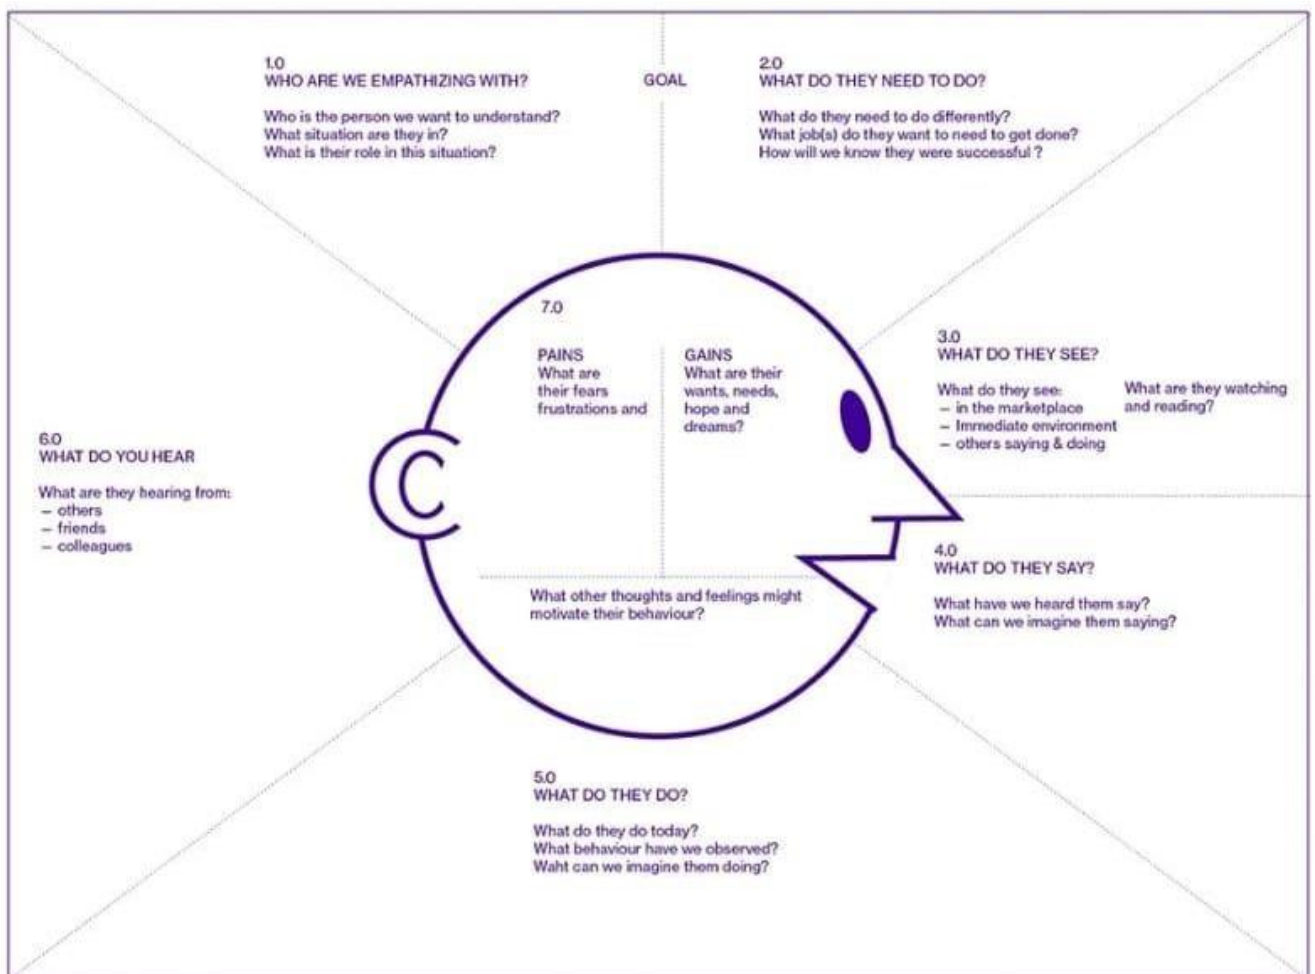 1.0
WHO ARE WE EMPATHIZING WITH?
Who is the person we want to understand?
What situation are they in?
What is their role in this situation?
GOAL
2.0
WHAT DO THEY NEED TO DO?
What do they need to do differently?
What job(s) do they want to need to get done?
How will we know they were successful ?
7.0
PAINS
What are
their fears
frustrations and
GAINS
What are their
wants, needs,
hope and
dreams?
What other thoughts and feelings might
motivate their behaviour?
3.0
WHAT DO THEY SEE?
What do they see:
– in the marketplace
– Immediate environment
– others saying & doing
What are they watching
and reading?
4.0
WHAT DO THEY SAY?
What have we heard them say?
What can we imagine them saying?
5.0
WHAT DO THEY DO?
What do they do today?
What behaviour have we observed?
Waht can we imagine them doing?
6.0
WHAT DO YOU HEAR
What are they hearing from:
– others
– friends
– colleagues